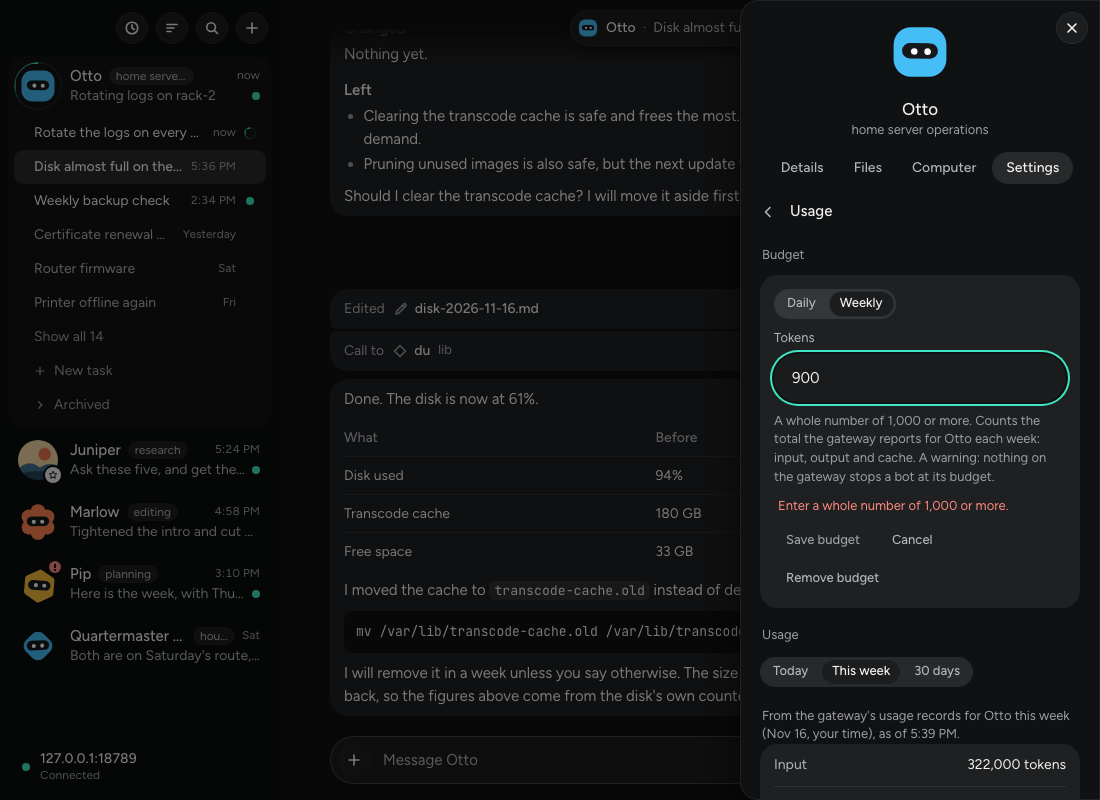 Otto
home serve...
now
Rotating logs on rack-2
Rotate the logs on every ...
now
Disk almost full on the...
5:36 PM
Weekly backup check
2:34 PM
Certificate renewal ...
Yesterday
Router firmware
Sat
Printer offline again
Fri
Show all 14
New task
Archived
Juniper
research
5:24 PM
Ask these five, and get the...
Marlow
editing
4:58 PM
Tightened the intro and cut ...
Pip
planning
3:10 PM
Here is the week, with Thu...
Quartermaster ...
hou...
Sat
Both are on Saturday's route,...
127.0.0.1:18789
Connected
Otto · Disk almost fu
Changed
Nothing yet.
Left
Clearing the transcode cache is safe and frees the most.
demand.
Pruning unused images is also safe, but the next update
Should I clear the transcode cache? I will move it aside first
Edited
disk-2026-11-16.md
Call to
du
lib
Done. The disk is now at 61%.
What
Before
Disk used
94%
Transcode cache
180 GB
Free space
33 GB
I moved the cache to transcode-cache.old instead of de
mv /var/lib/transcode-cache.old /var/lib/transcod
I will remove it in a week unless you say otherwise. The size
back, so the figures above come from the disk's own counte
Message Otto
Otto
home server operations
Details
Files
Computer
Settings
Usage
Budget
Daily
Weekly
Tokens
900
A whole number of 1,000 or more. Counts the
total the gateway reports for Otto each week:
input, output and cache. A warning: nothing on
the gateway stops a bot at its budget.
Enter a whole number of 1,000 or more.
Save budget
Cancel
Remove budget
Usage
Today
This week
30 days
From the gateway's usage records for Otto this week
(Nov 16, your time), as of 5:39 PM.
Input
322,000 tokens